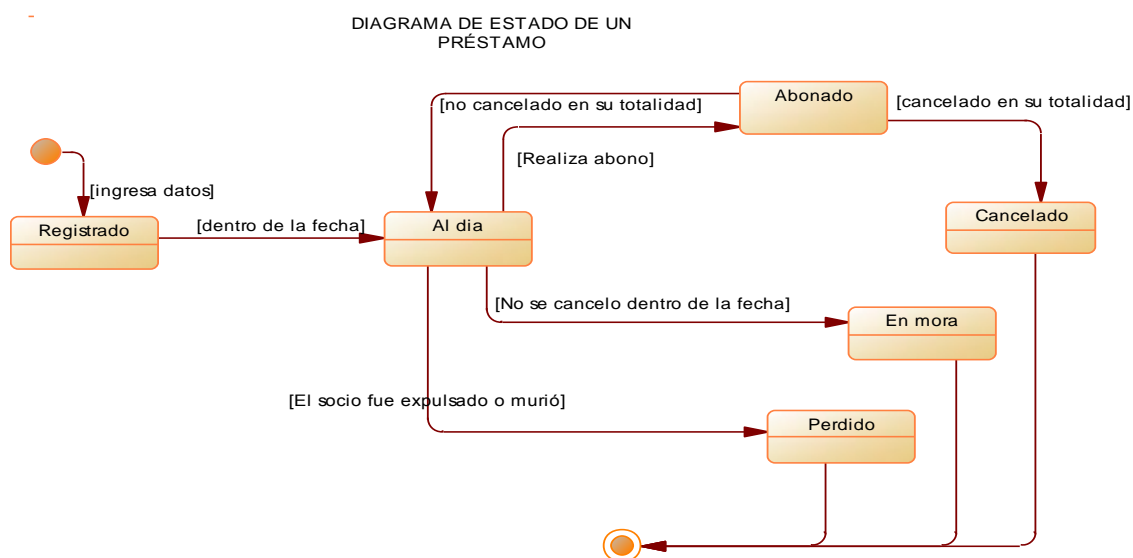 DIAGRAMA DE ESTADO DE UN
PRÉSTAMO
Abonado
[no cancelado en su totalidad]
[cancelado en su totalidad]
[Realiza abono]
[ingresa datos]
Registrado
[dentro de la fecha]
Al dia
Cancelado
[No se cancelo dentro de la fecha]
En mora
[El socio fue expulsado o murió]
Perdido